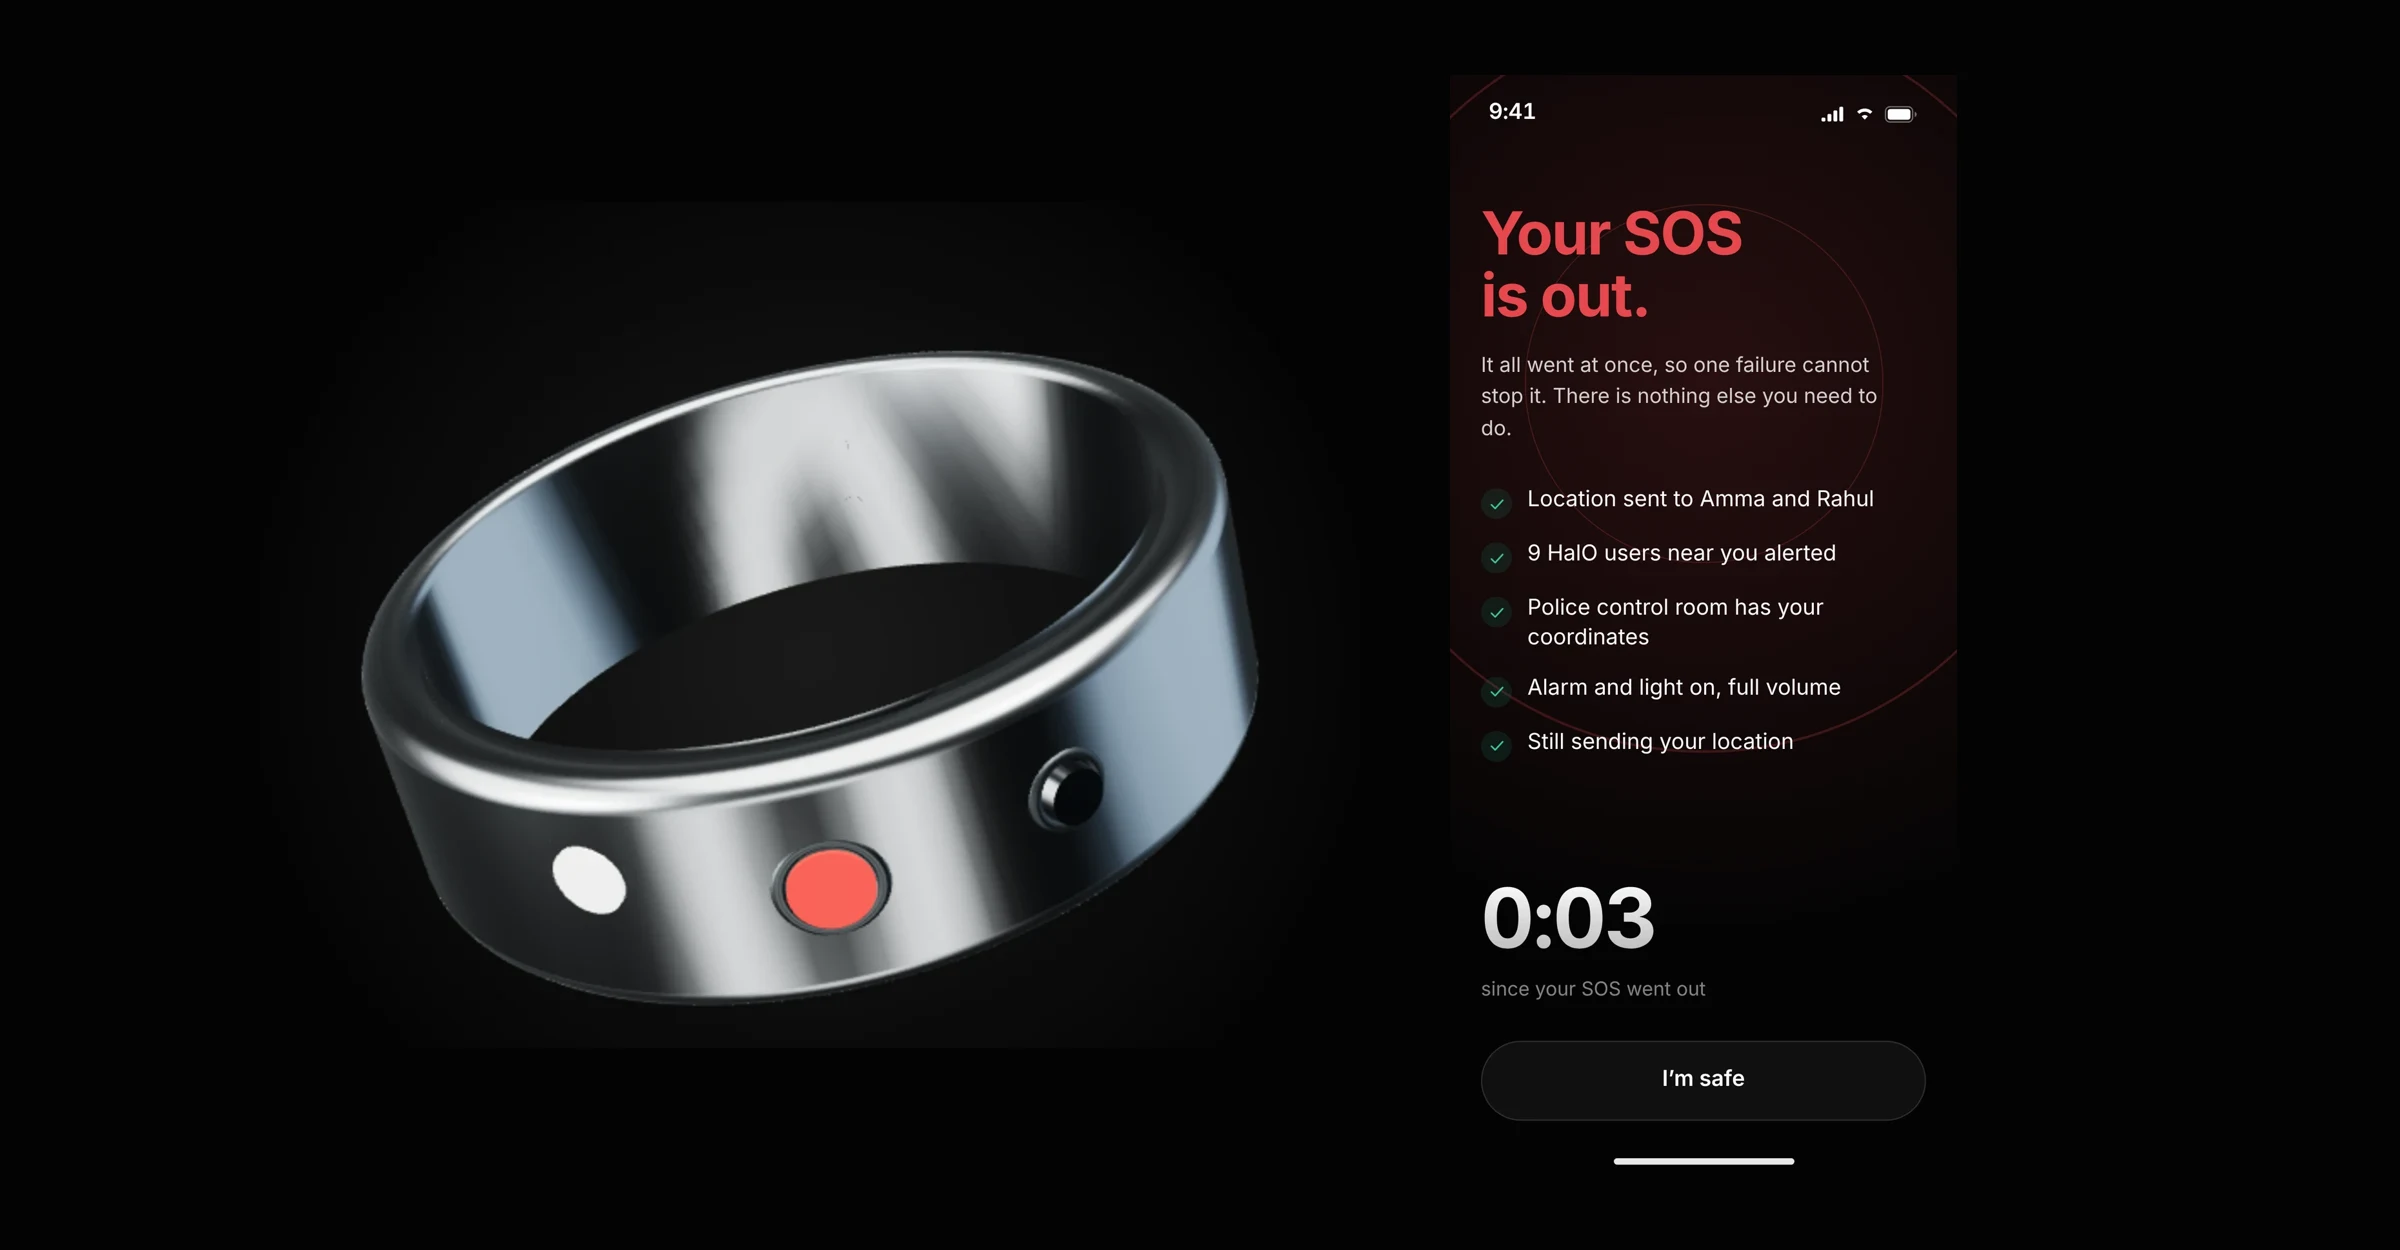 9:41
Your SOS
is out.
It all went at once, so one failure cannot
stop it. There is nothing else you need to
do.
Location sent to Amma and Rahul
9 HalO users near you alerted
Police control room has your
coordinates
Alarm and light on, full volume
Still sending your location
0:03
since your SOS went out
I’m safe